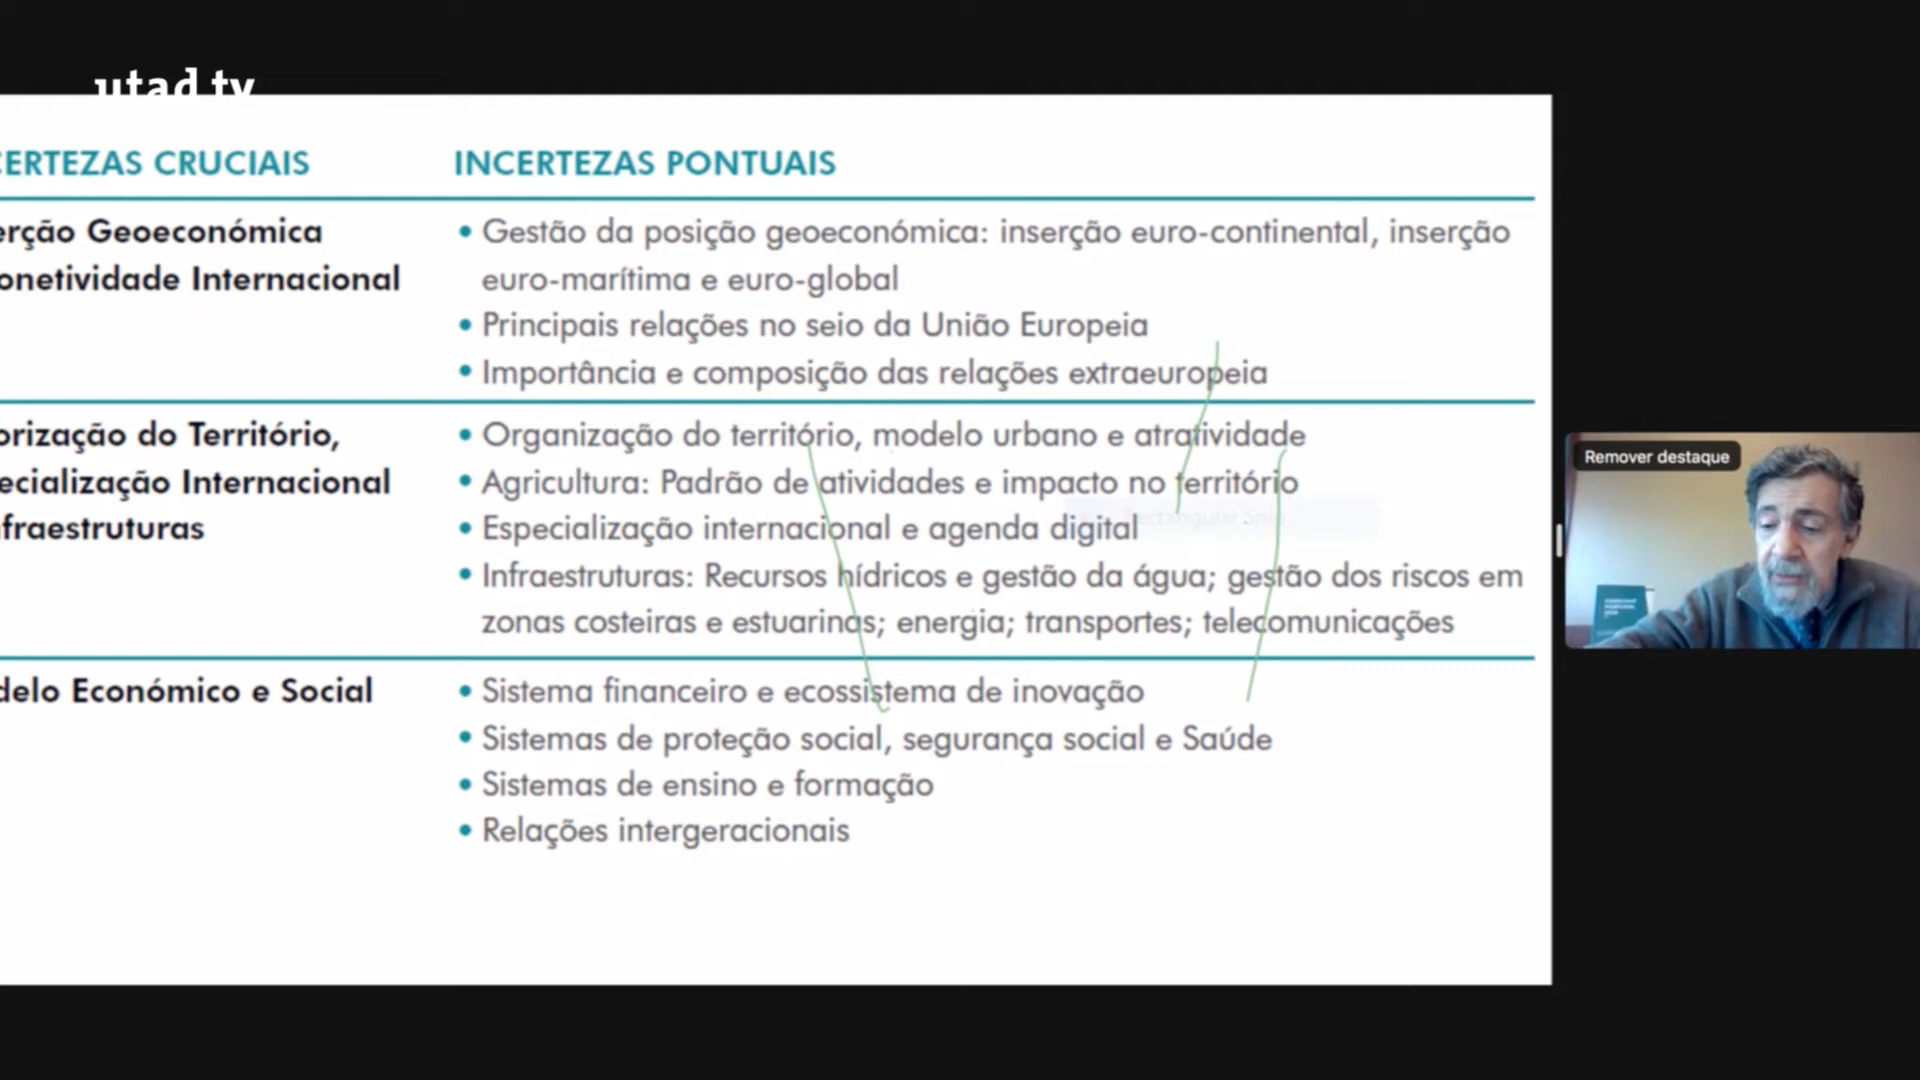 utad.tv
CERTEZAS CRUCIAIS
INCERTEZAS PONTUAIS
erção Geoeconómica
onetividade Internacional
• Gestão da posição geoeconómica: inserção euro-continental, inserção
euro-marítima e euro-global
• Principais relações no seio da União Europeia
• Importância e composição das relações extraeuropeia
orização do Território,
ecialização Internacional
nfraestruturas
• Organização do território, modelo urbano e atratividade
• Agricultura: Padrão de atividades e impacto no território
• Especialização internacional e agenda digital
• Infraestruturas: Recursos hídricos e gestão da água; gestão dos riscos em
zonas costeiras e estuarinas; energia; transportes; telecomunicações
delo Económico e Social
• Sistema financeiro e ecossistema de inovação
• Sistemas de proteção social, segurança social e Saúde
• Sistemas de ensino e formação
• Relações intergeracionais
Remover destaque